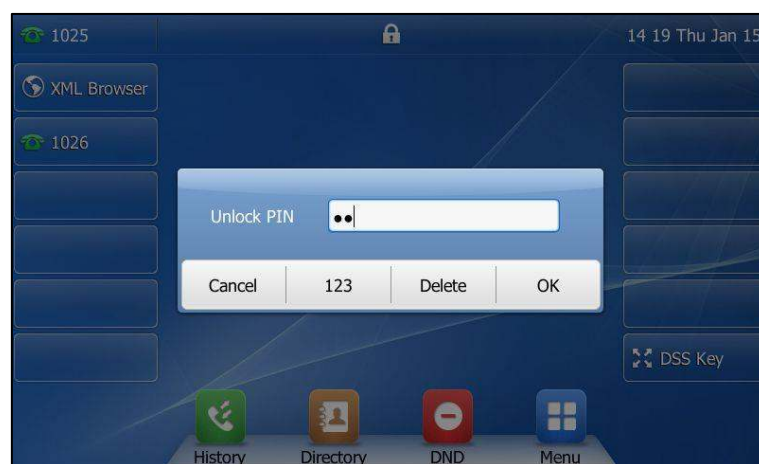 1025
14 19 Thu Jan 15
XML Browser
1026
Unlock PIN ••
Cancel 123 Delete OK
DSS Key
History Directory DND Menu